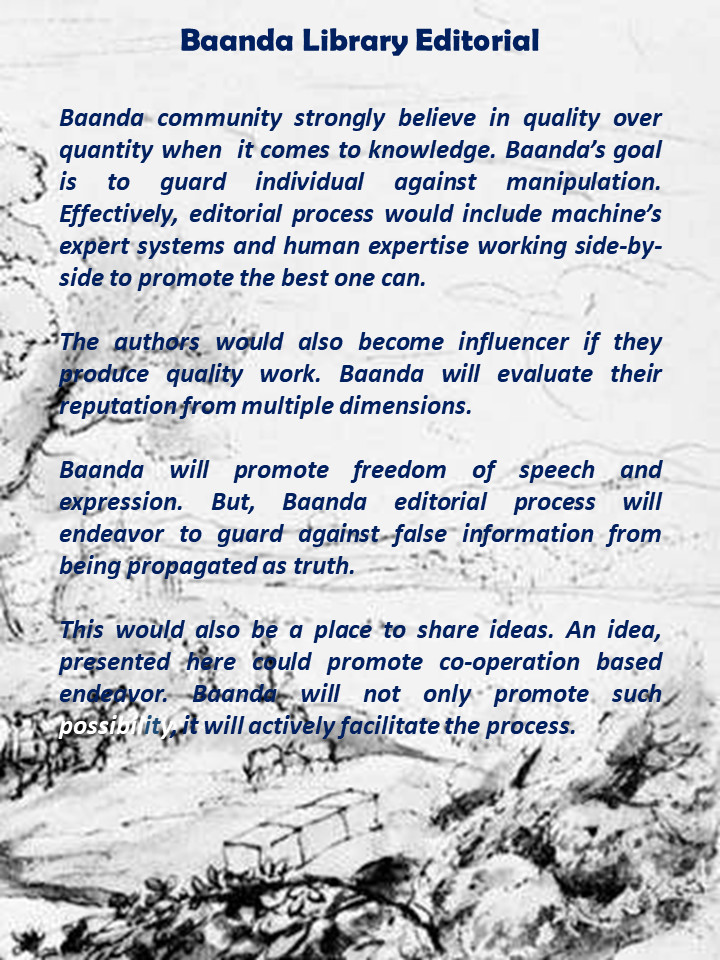 Baanda Library Editorial
Baanda community strongly believe in quality over
quantity when it comes to knowledge. Baanda's goal
is to guard individual against manipulation.
Effectively, editorial process would include machine's
expert systems and human expertise working side-by-
side to promote the best one can.
The authors would also become influencer if they
produce quality work. Baanda will evaluate their
reputation from multiple dimensions.
Baanda will promote freedom of speech and
expression. But, Baanda editorial process will
endeavor to guard against false information from
being propagated as truth.
This would also be a place to share ideas. An idea,
presented here could promote co-operation based
endeavor. Baanda will not only promote such
possibility, it will actively facilitate the process.